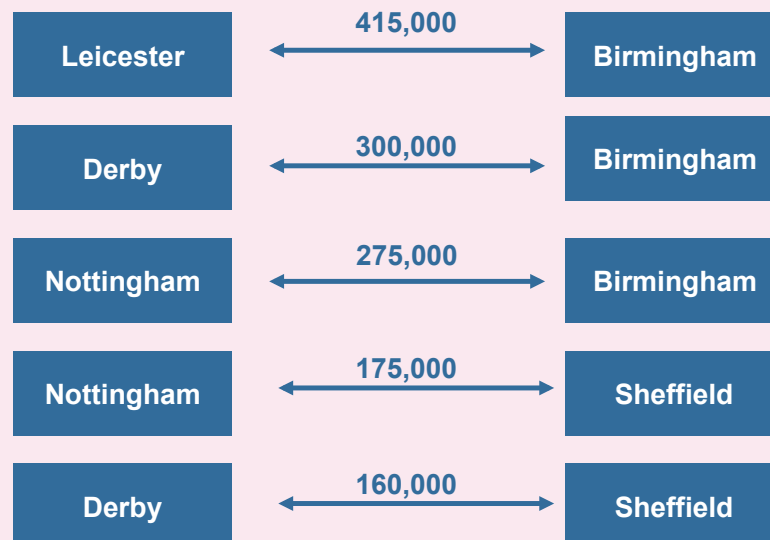 415,000
Leicester Birmingham
300,000
Derby Birmingham
275,000
Nottingham Birmingham
175,000
Nottingham Sheffield
160,000
Derby Sheffield